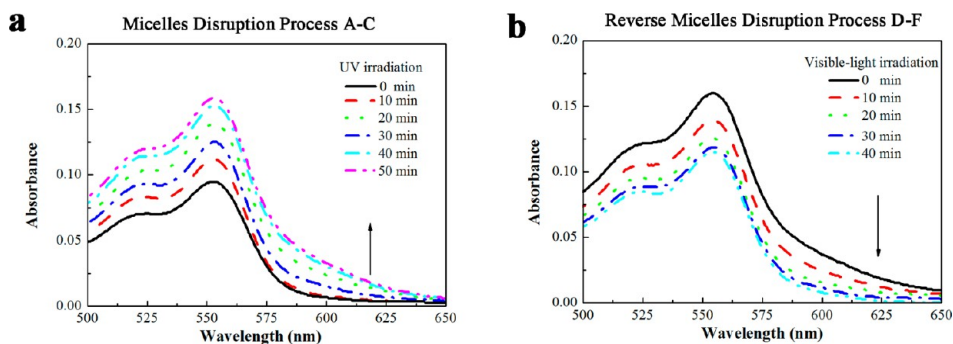 a
Micelles Disruption Process A-C
Absorbance
0.20
0.15
0.10
0.05
0.00
UV irradiation
0 min
10 min
20 min
30 min
40 min
50 min
500 525 550 575 600 625 650
Wavelength (nm)
b
Reverse Micelles Disruption Process D-F
Absorbance
0.20
0.15
0.10
0.05
0.00
Visible-light irradiation
0 min
10 min
20 min
30 min
40 min
500 525 550 575 600 625 650
Wavelength (nm)